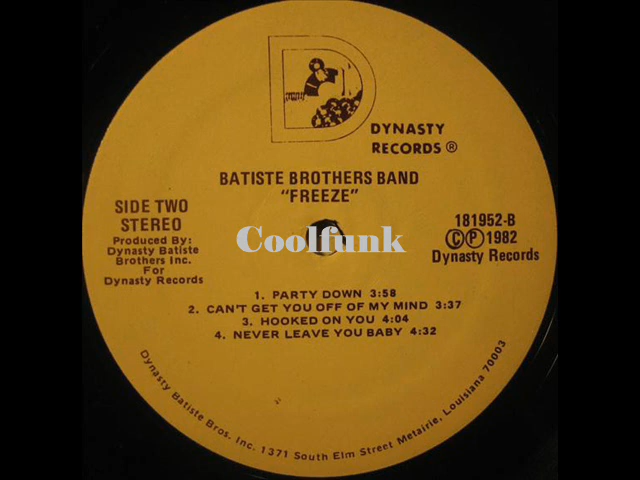 D
DYNASTY
RECORDS ®
BATISTE BROTHERS BAND
"FREEZE"
SIDE TWO
STEREO
Produced By:
Dynasty Batiste
Brothers Inc.
For
Dynasty Records
181952-B
©℗1982
Dynasty Records
Coolfunk
1. PARTY DOWN 3:58
2. CAN'T GET YOU OFF OF MY MIND 3:37
3. HOOKED ON YOU 4:04
4. NEVER LEAVE YOU BABY 4:32
Dynasty Batiste Bros. Inc. 1371 South Elm Street Metairie, Louisiana 70003